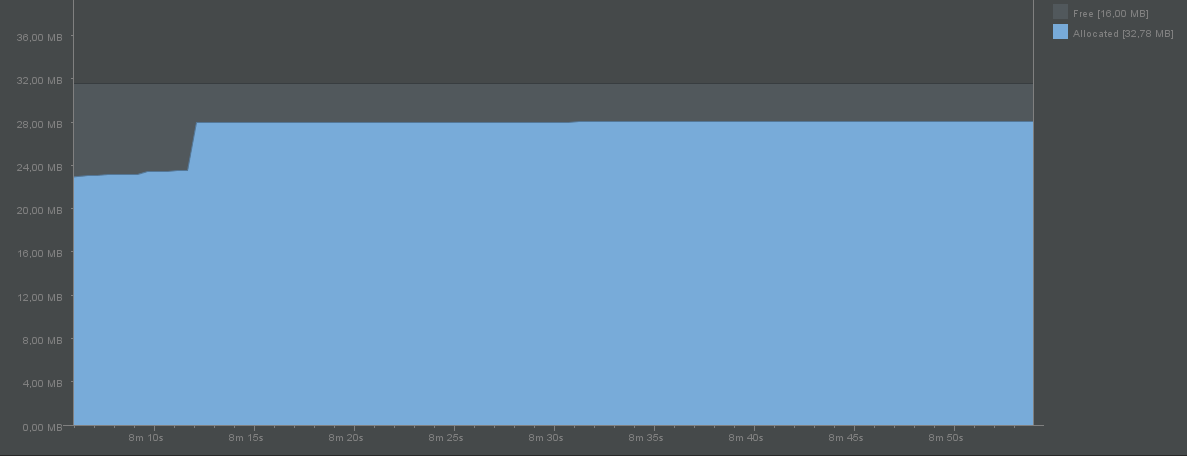 Free [16,00 MB]
Allocated [32,78 MB]
36,00 MB
32,00 MB
28,00 MB
24,00 MB
20,00 MB
16,00 MB
12,00 MB
8,00 MB
4,00 MB
0,00 MB
8m 10s 8m 15s 8m 20s 8m 25s 8m 30s 8m 35s 8m 40s 8m 45s 8m 50s